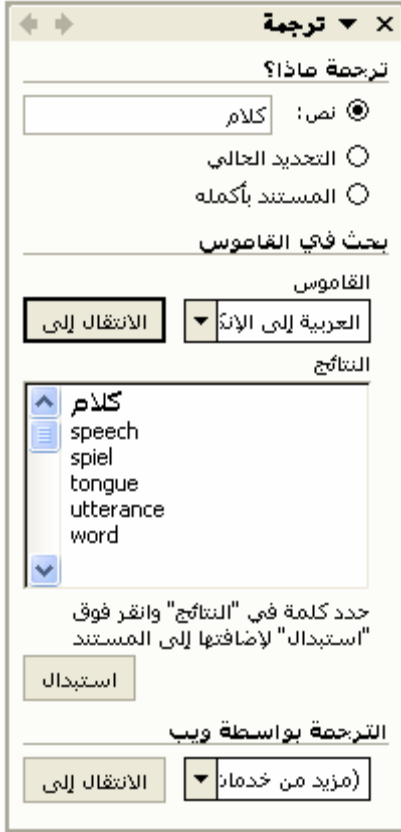 ترجمة
ترجمة ماذا؟
نص: كلام
التحديد الحالي
المستند بأكمله
بحث في القاموس
القاموس
العربية إلى الإنك الانتقال إلى
النتائج
كلام
speech
spiel
tongue
utterance
word
حدد كلمة في "النتائج" وانقر فوق
"استبدال" لإضافتها إلى المستند
استبدال
الترجمة بواسطة ويب
(مزيد من خدمات الانتقال إلى